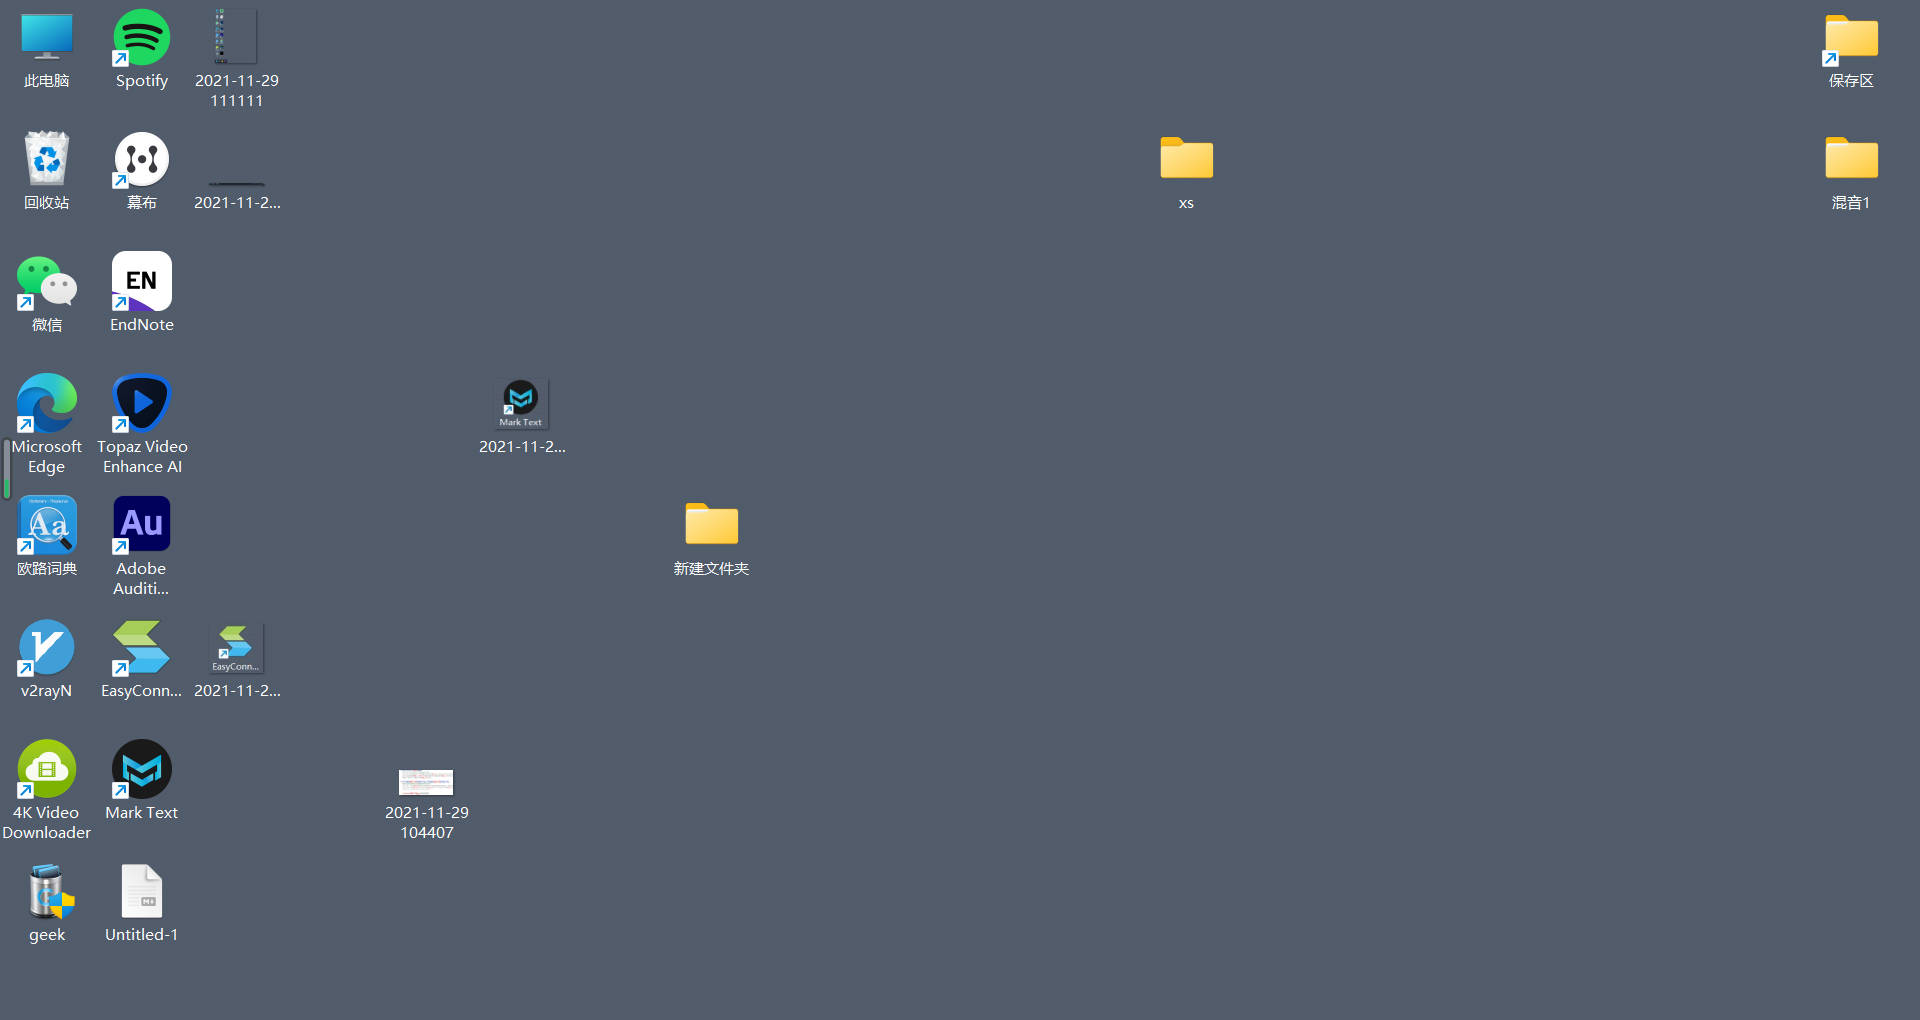 此电脑
Spotify
2021-11-29
111111
保存区
回收站
幕布
2021-11-2...
xs
混音1
微信
EN
EndNote
Mark Text
Microsoft
Edge
Topaz Video
Enhance AI
2021-11-2...
Aa
欧路词典
Au
Adobe
Auditi...
新建文件夹
v2rayN
EasyConn...
EasyConn...
2021-11-2...
4K Video
Downloader
Mark Text
2021-11-29
104407
geek
Untitled-1